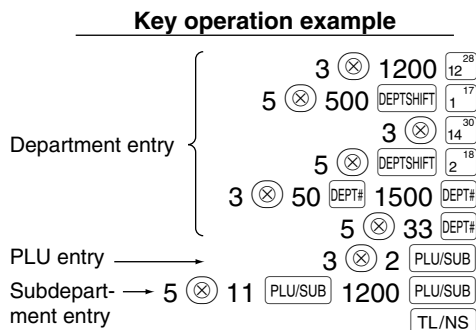 Key operation example
3 ⊗ 1200 12 28
5 ⊗ 500 DEPTSHIFT 1 17
3 ⊗ 14 30
Department entry
5 ⊗ DEPTSHIFT 2 18
3 ⊗ 50 DEPT# 1500 DEPT#
5 ⊗ 33 DEPT#
PLU entry → 3 ⊗ 2 PLU/SUB
Subdepart- → 5 ⊗ 11 PLU/SUB 1200 PLU/SUB
ment entry
TL/NS